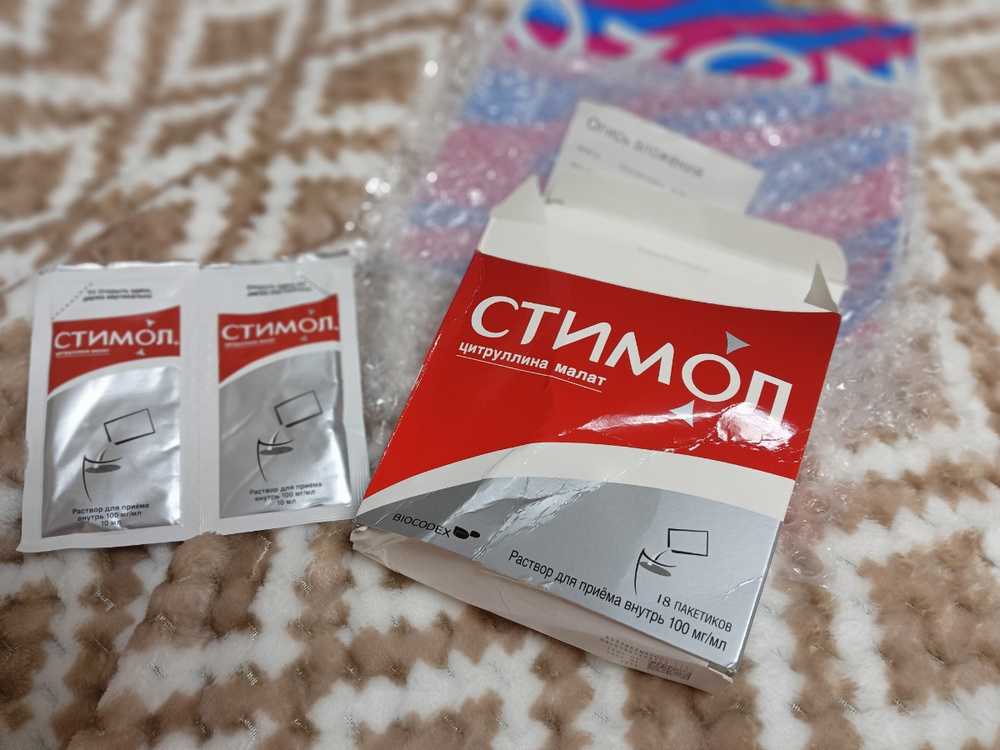 OZON
Опись вложения
СТИМОЛ
цитруллина малат
BIOCODEX
Раствор для приёма внутрь 100 мг/мл
18 ПАКЕТИКОВ
СТИМОЛ.
цитруллина малат
Раствор для приёма
внутрь 100 мг/мл
10 мл
СТИМОЛ.
цитруллина малат
Раствор для приёма
внутрь 100 мг/мл
10 мл